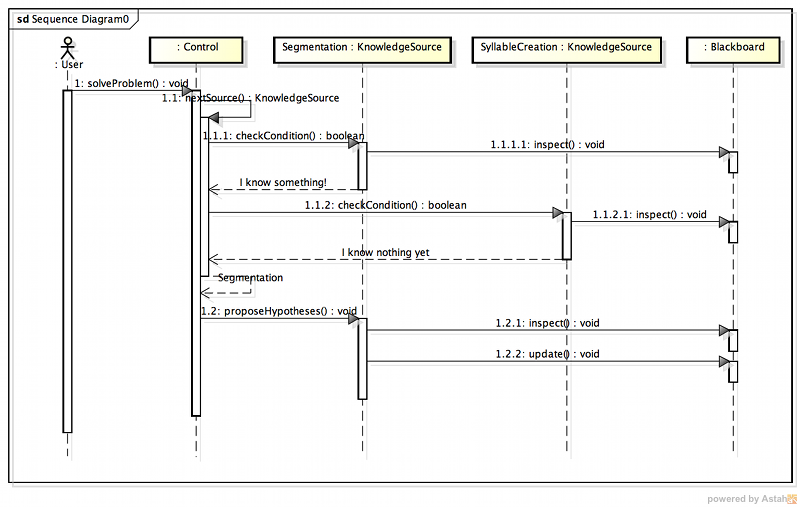 sd Sequence Diagram0
: User
: Control
Segmentation : KnowledgeSource
SyllableCreation : KnowledgeSource
: Blackboard
1: solveProblem() : void
1.1: nextSource() : KnowledgeSource
1.1.1: checkCondition() : boolean
1.1.1.1: inspect() : void
I know something!
1.1.2: checkCondition() : boolean
1.1.2.1: inspect() : void
I know nothing yet
Segmentation
1.2: proposeHypotheses() : void
1.2.1: inspect() : void
1.2.2: update() : void
powered by Astah